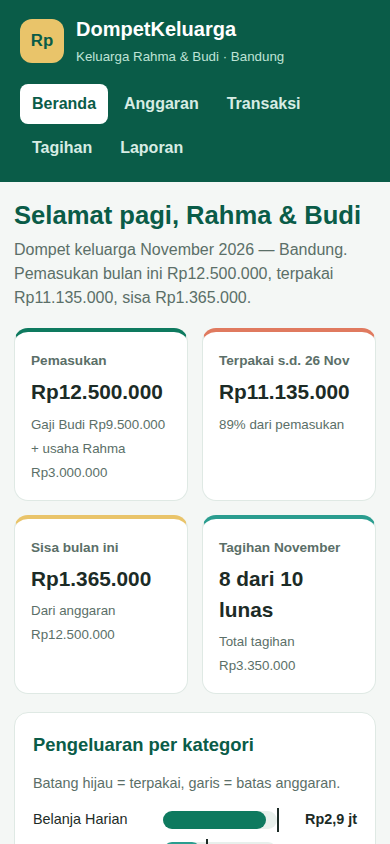 Rp
DompetKeluarga
Keluarga Rahma & Budi · Bandung
Beranda
Anggaran
Transaksi
Tagihan
Laporan
Selamat pagi, Rahma & Budi
Dompet keluarga November 2026 — Bandung.
Pemasukan bulan ini Rp12.500.000, terpakai
Rp11.135.000, sisa Rp1.365.000.
Pemasukan
Rp12.500.000
Gaji Budi Rp9.500.000
+ usaha Rahma
Rp3.000.000
Terpakai s.d. 26 Nov
Rp11.135.000
89% dari pemasukan
Sisa bulan ini
Rp1.365.000
Dari anggaran
Rp12.500.000
Tagihan November
8 dari 10
lunas
Total tagihan
Rp3.350.000
Pengeluaran per kategori
Batang hijau = terpakai, garis = batas anggaran.
Belanja Harian
Rp2,9 jt